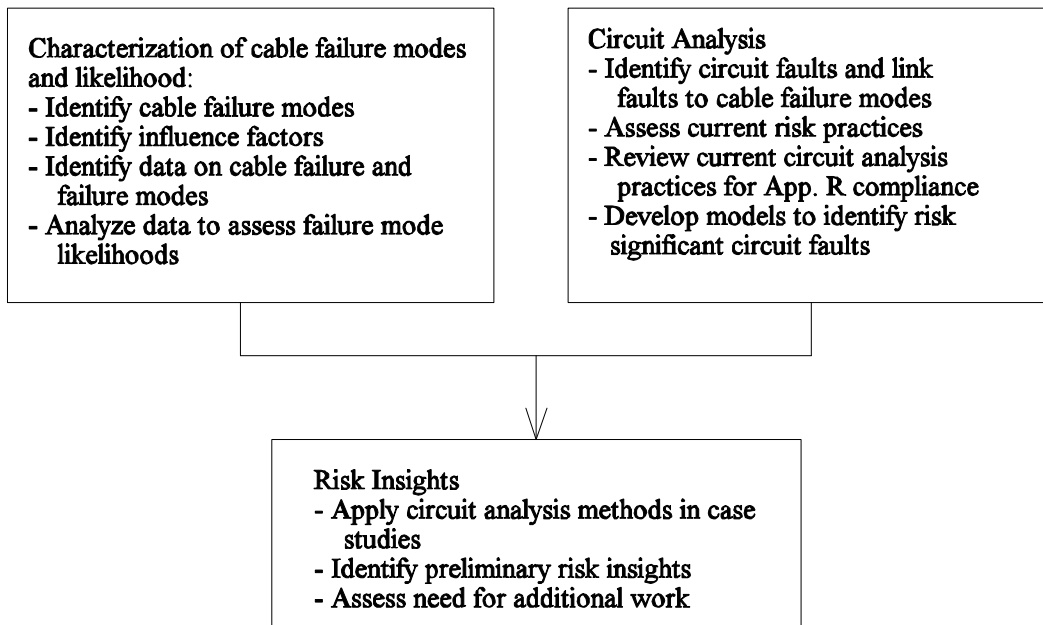 Characterization of cable failure modes
and likelihood:
- Identify cable failure modes
- Identify influence factors
- Identify data on cable failure and
failure modes
- Analyze data to assess failure mode
likelihoods
Circuit Analysis
- Identify circuit faults and link
faults to cable failure modes
- Assess current risk practices
- Review current circuit analysis
practices for App. R compliance
- Develop models to identify risk
significant circuit faults
Risk Insights
- Apply circuit analysis methods in case
studies
- Identify preliminary risk insights
- Assess need for additional work